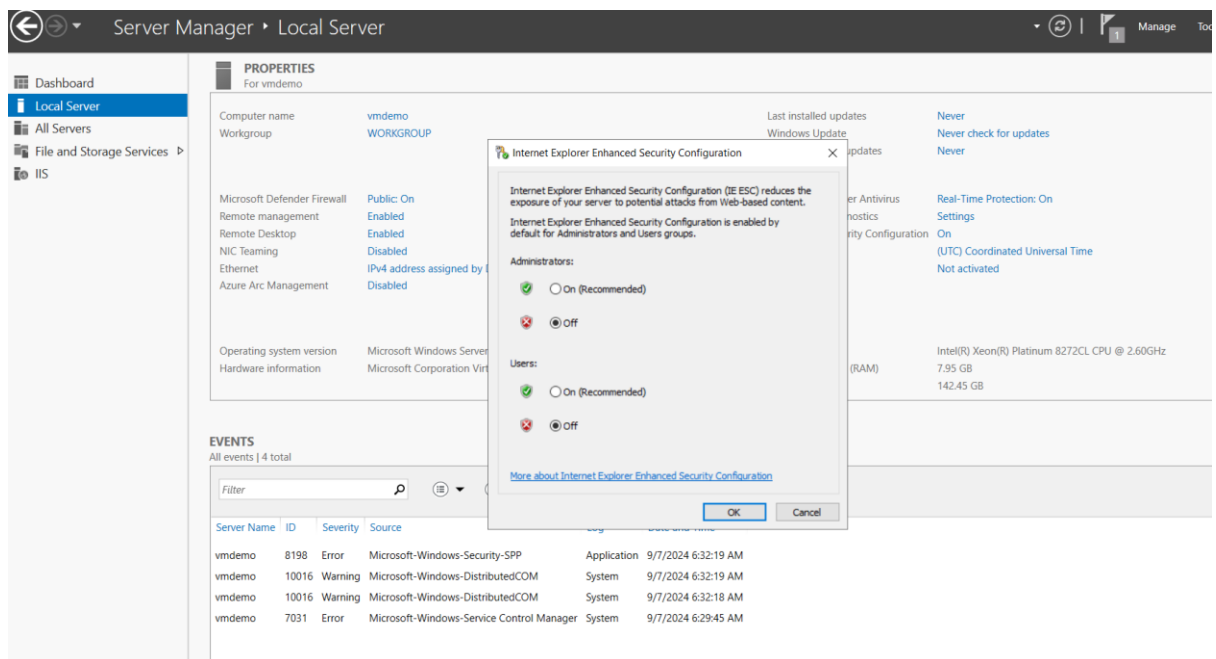 Server Manager ‣ Local Server
Manage
1
PROPERTIES
For vmdemo
Dashboard
Local Server
All Servers
File and Storage Services
IIS
Computer name vmdemo Last installed updates Never
Workgroup WORKGROUP Windows Update Never check for updates
updates Never
Microsoft Defender Firewall Public: On er Antivirus Real-Time Protection: On
Remote management Enabled nostics Settings
Remote Desktop Enabled rity Configuration On
NIC Teaming Disabled (UTC) Coordinated Universal Time
Ethernet IPv4 address assigned by Not activated
Azure Arc Management Disabled
Operating system version Microsoft Windows Server Intel(R) Xeon(R) Platinum 8272CL CPU @ 2.60GHz
Hardware information Microsoft Corporation Virt (RAM) 7.95 GB
142.45 GB
Internet Explorer Enhanced Security Configuration
Internet Explorer Enhanced Security Configuration (IE ESC) reduces the
exposure of your server to potential attacks from Web-based content.
Internet Explorer Enhanced Security Configuration is enabled by
default for Administrators and Users groups.
Administrators:
On (Recommended)
Off
Users:
On (Recommended)
Off
More about Internet Explorer Enhanced Security Configuration
OK Cancel
EVENTS
All events | 4 total
Filter
Server Name ID Severity Source
vmdemo 8198 Error Microsoft-Windows-Security-SPP Application 9/7/2024 6:32:19 AM
vmdemo 10016 Warning Microsoft-Windows-DistributedCOM System 9/7/2024 6:32:19 AM
vmdemo 10016 Warning Microsoft-Windows-DistributedCOM System 9/7/2024 6:32:18 AM
vmdemo 7031 Error Microsoft-Windows-Service Control Manager System 9/7/2024 6:29:45 AM